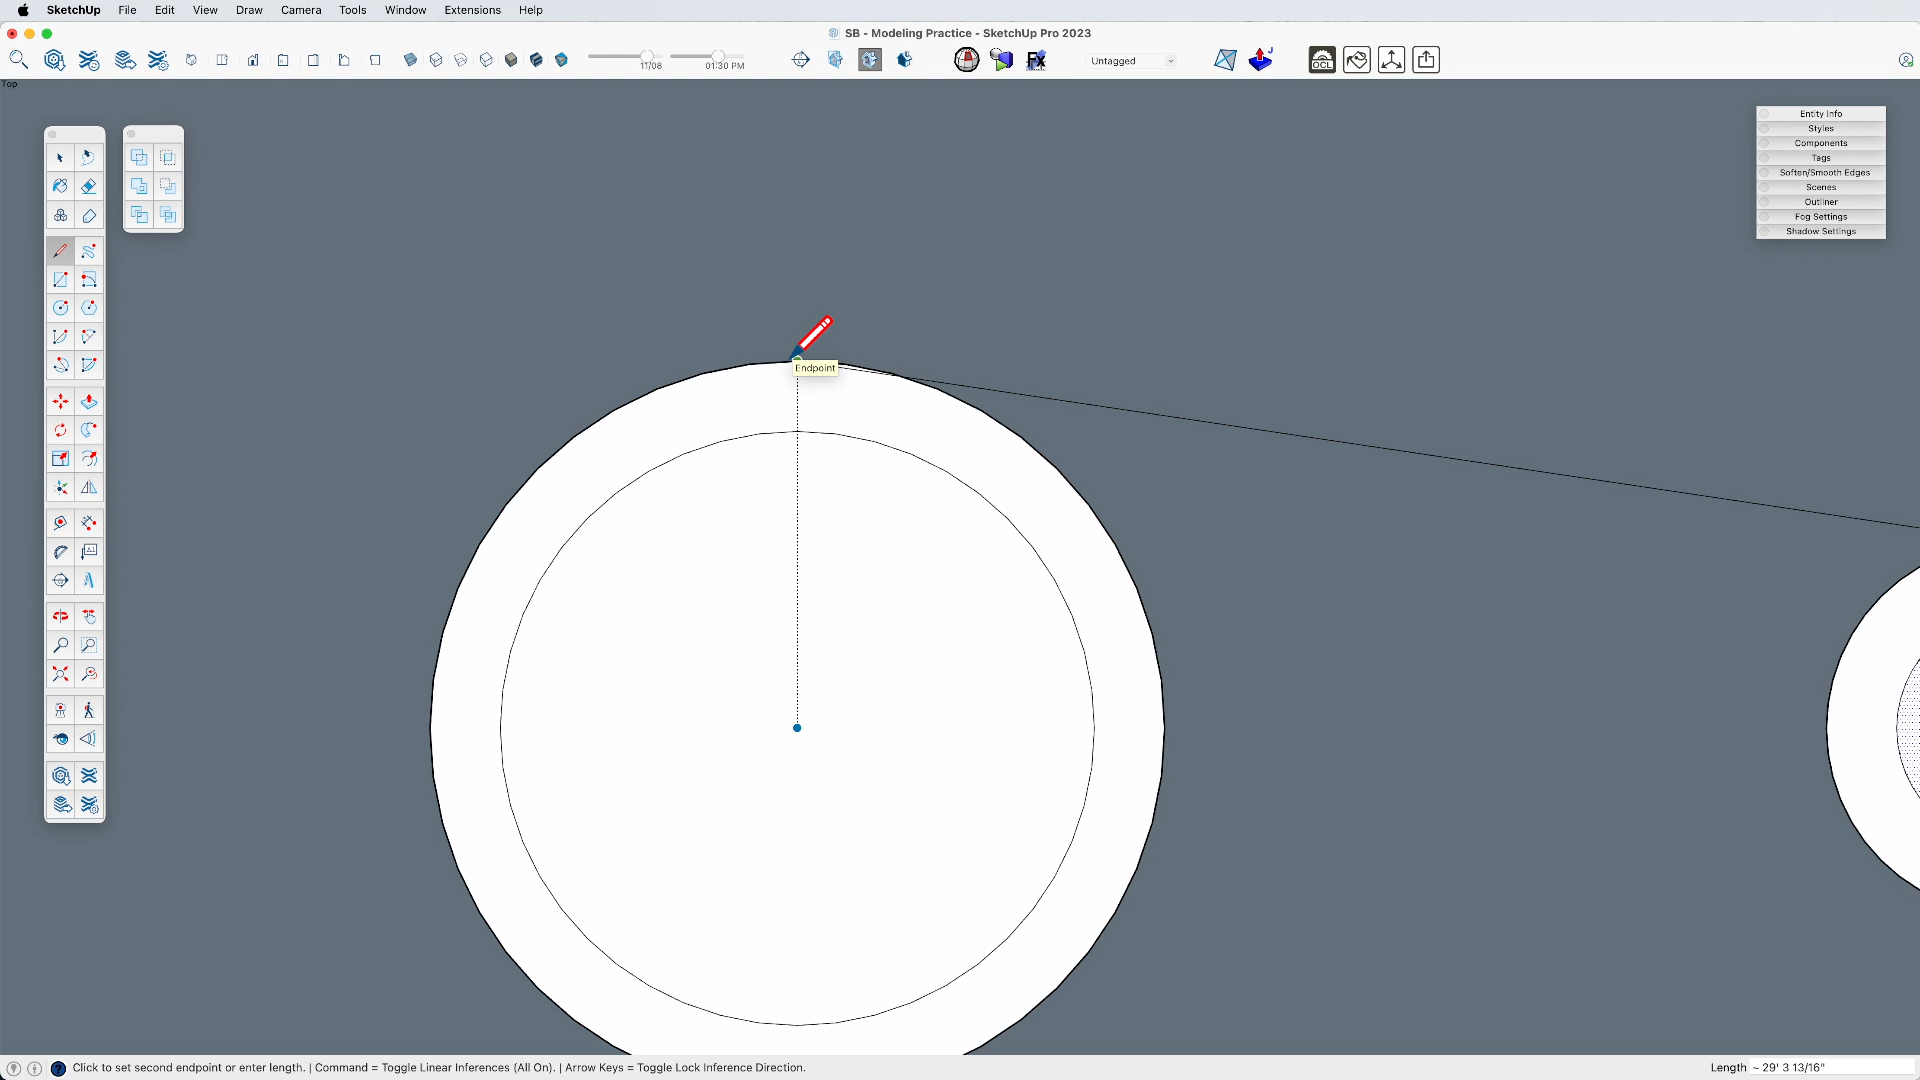 SketchUp File Edit View Draw Camera Tools Window Extensions Help
SB - Modeling Practice - SketchUp Pro 2023
11/08
01:30 PM
FX
Untagged
OCL
Top
Entity Info
Styles
Components
Tags
Soften/Smooth Edges
Scenes
Outliner
Fog Settings
Shadow Settings
Endpoint
Click to set second endpoint or enter length. | Command = Toggle Linear Inferences (All On). | Arrow Keys = Toggle Lock Inference Direction.
Length ~ 29' 3 13/16"